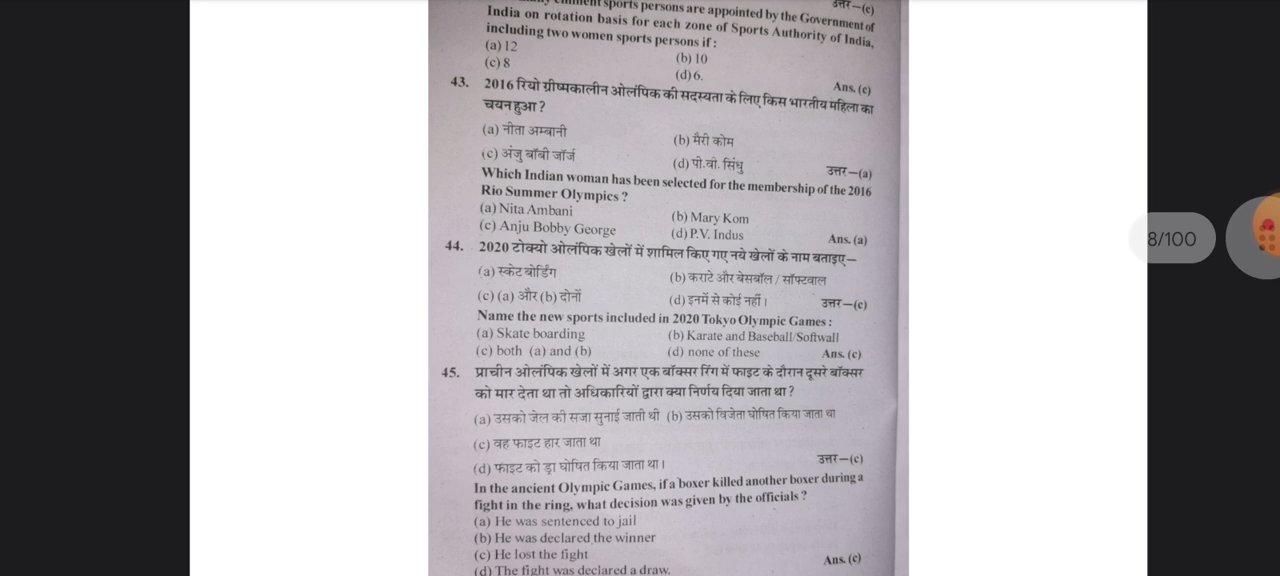 उत्तर—(c)
sports persons are appointed by the Government of
India on rotation basis for each zone of Sports Authority of India,
including two women sports persons if :
(a) 12
(b) 10
(c) 8
(d) 6.
Ans. (c)
43. 2016 रियो ग्रीष्मकालीन ओलंपिक की सदस्यता के लिए किस भारतीय महिला का
चयन हुआ ?
(a) नीता अम्बानी
(b) मैरी कोम
(c) अंजु बॉबी जॉर्ज
(d) पी.वी. सिंधु
उत्तर—(a)
Which Indian woman has been selected for the membership of the 2016
Rio Summer Olympics ?
(a) Nita Ambani
(b) Mary Kom
(c) Anju Bobby George
(d) P.V. Indus
Ans. (a)
44. 2020 टोक्यो ओलंपिक खेलों में शामिल किए गए नये खेलों के नाम बताइए—
(a) स्केट बोर्डिंग
(b) कराटे और बेसबॉल / सॉफ्टवाल
(c) (a) और (b) दोनों
(d) इनमें से कोई नहीं।
उत्तर—(c)
Name the new sports included in 2020 Tokyo Olympic Games :
(a) Skate boarding
(b) Karate and Baseball/Softwall
(c) both (a) and (b)
(d) none of these
Ans. (c)
45. प्राचीन ओलंपिक खेलों में अगर एक बॉक्सर रिंग में फाइट के दौरान दूसरे बॉक्सर
को मार देता था तो अधिकारियों द्वारा क्या निर्णय दिया जाता था ?
(a) उसको जेल की सजा सुनाई जाती थी (b) उसको विजेता घोषित किया जाता था
(c) वह फाइट हार जाता था
(d) फाइट को ड्रा घोषित किया जाता था।
उत्तर—(c)
In the ancient Olympic Games, if a boxer killed another boxer during a
fight in the ring, what decision was given by the officials ?
(a) He was sentenced to jail
(b) He was declared the winner
(c) He lost the fight
Ans. (c)
(d) The fight was declared a draw.
8/100